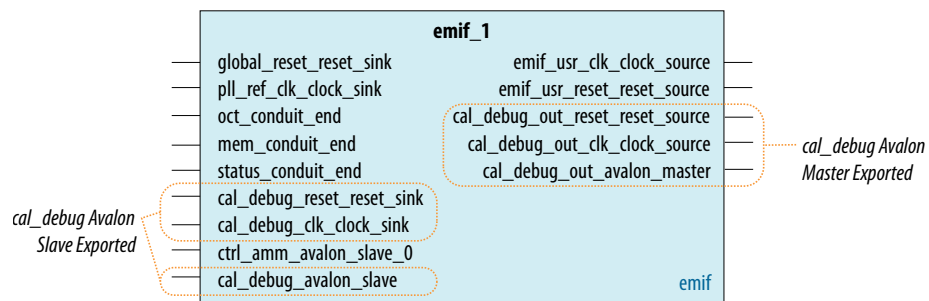 emif_1
global_reset_reset_sink
pll_ref_clk_clock_sink
oct_conduit_end
mem_conduit_end
status_conduit_end
cal_debug_reset_reset_sink
cal_debug_clk_clock_sink
ctrl_amm_avalon_slave_0
cal_debug_avalon_slave
emif_usr_clk_clock_source
emif_usr_reset_reset_source
cal_debug_out_reset_reset_source
cal_debug_out_clk_clock_source
cal_debug_out_avalon_master
emif
cal_debug Avalon
Slave Exported
cal_debug Avalon
Master Exported